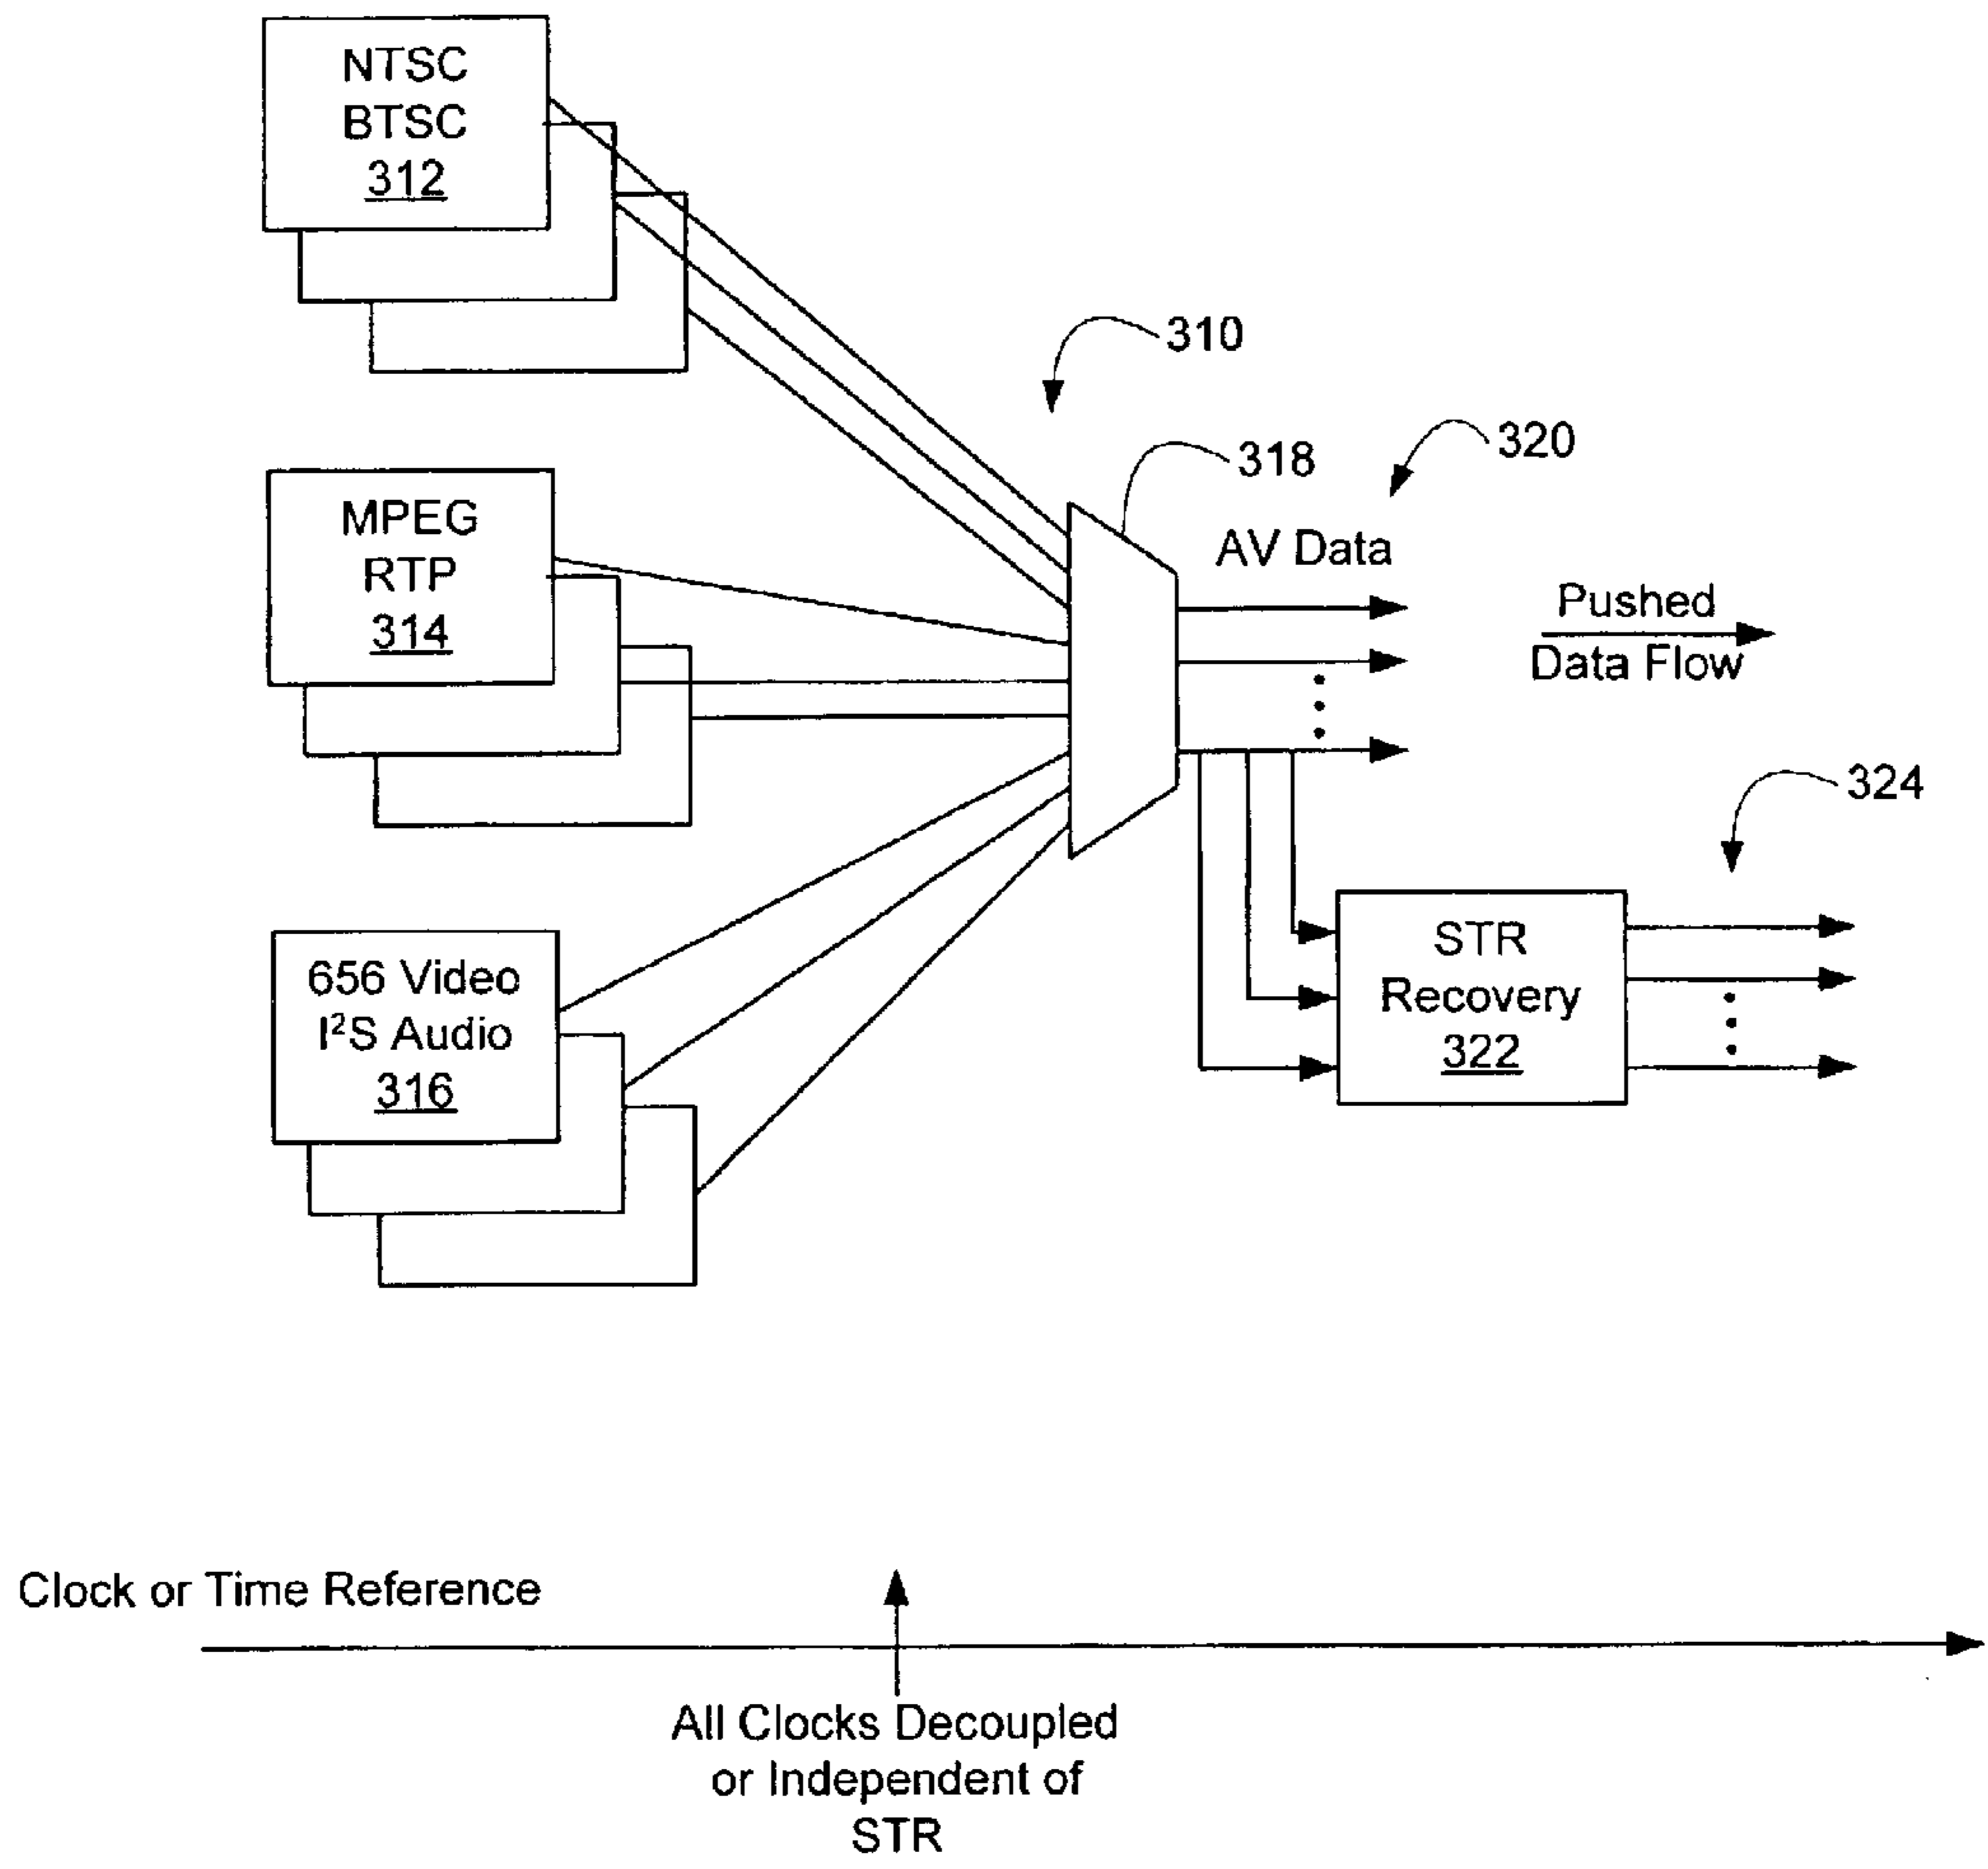 NTSC
BTSC
312
310
320
318
MPEG
RTP
314
AV Data
Pushed
Data Flow
324
656 Video
I²S Audio
316
STR
Recovery
322
Clock or Time Reference
All Clocks Decoupled
or Independent of
STR